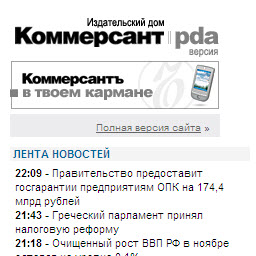 Издательский дом
Коммерсант pda
версия
Коммерсантъ
в твоем кармане
Полная версия сайта »
ЛЕНТА НОВОСТЕЙ
22:09 - Правительство предоставит
госгарантии предприятиям ОПК на 174,4
млрд рублей
21:43 - Греческий парламент принял
налоговую реформу
21:18 - Очищенный рост ВВП РФ в ноябре